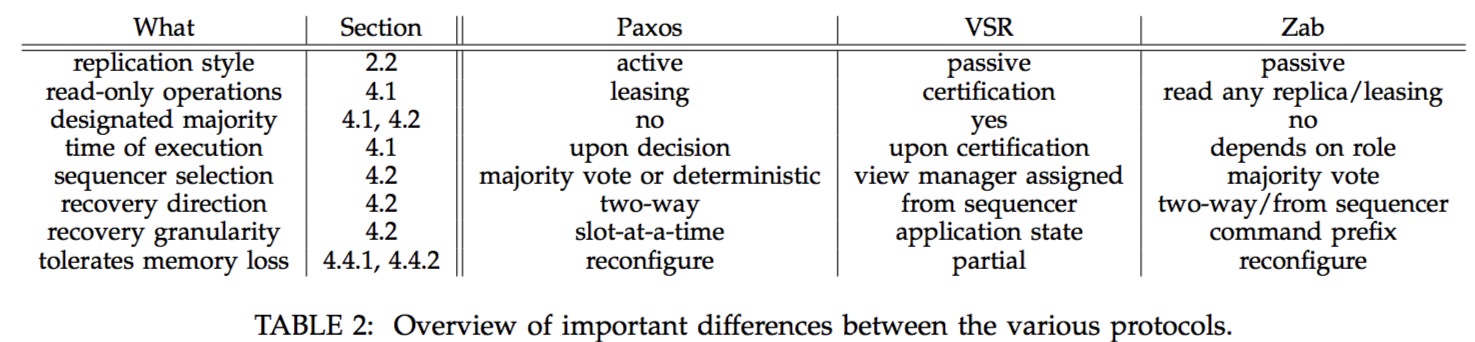 What Section Paxos VSR Zab
replication style 2.2 active passive passive
read-only operations 4.1 leasing certification read any replica/leasing
designated majority 4.1, 4.2 no yes no
time of execution 4.1 upon decision upon certification depends on role
sequencer selection 4.2 majority vote or deterministic view manager assigned majority vote
recovery direction 4.2 two-way from sequencer two-way/from sequencer
recovery granularity 4.2 slot-at-a-time application state command prefix
tolerates memory loss 4.4.1, 4.4.2 reconfigure partial reconfigure
TABLE 2: Overview of important differences between the various protocols.